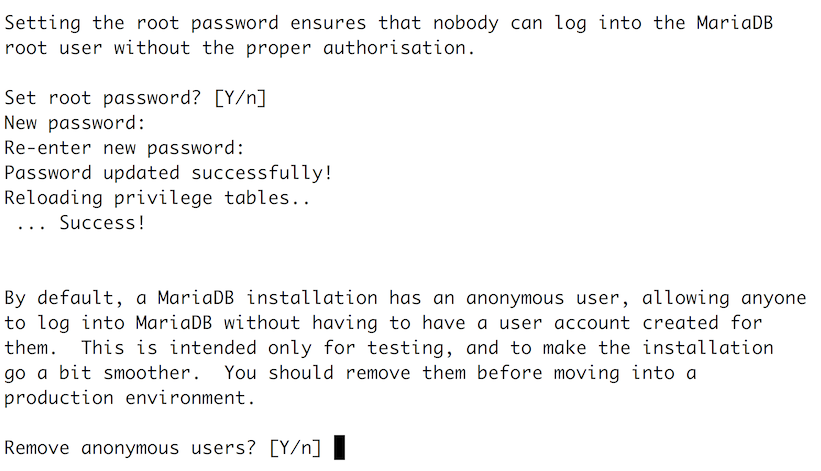 Setting the root password ensures that nobody can log into the MariaDB
root user without the proper authorisation.
Set root password? [Y/n]
New password:
Re-enter new password:
Password updated successfully!
Reloading privilege tables..
 ... Success!
By default, a MariaDB installation has an anonymous user, allowing anyone
to log into MariaDB without having to have a user account created for
them.  This is intended only for testing, and to make the installation
go a bit smoother.  You should remove them before moving into a
production environment.
Remove anonymous users? [Y/n]